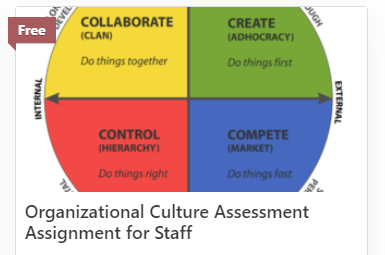 Free
COLLABORATE
(CLAN)
Do things together
CREATE
(ADHOCRACY)
Do things first
INTERNAL
EXTERNAL
CONTROL
(HIERARCHY)
Do things right
COMPETE
(MARKET)
Do things fast
Organizational Culture Assessment
Assignment for Staff